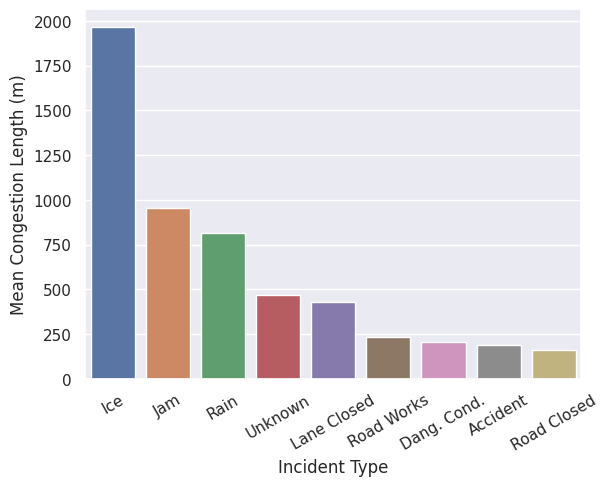 Mean Congestion Length (m)
2000
1750
1500
1250
1000
750
500
250
0
Ice
Jam
Rain
Unknown
Lane Closed
Road Works
Dang. Cond.
Accident
Road Closed
Incident Type